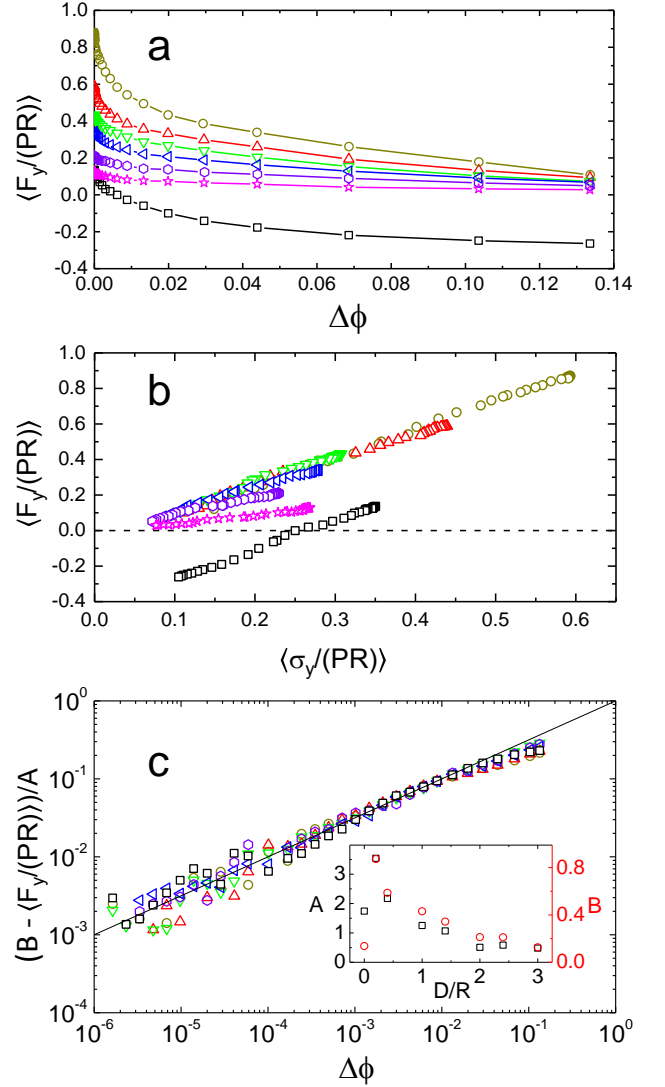 a
⟨F_y/(PR)⟩
1.0
0.8
0.6
0.4
0.2
0.0
-0.2
-0.4
0.00 0.02 0.04 0.06 0.08 0.10 0.12 0.14
Δϕ
b
⟨F_y/(PR)⟩
1.0
0.8
0.6
0.4
0.2
0.0
-0.2
-0.4
0.0 0.1 0.2 0.3 0.4 0.5 0.6
⟨σ_y/(PR)⟩
c
(B - ⟨F_y/(PR)⟩)/A
10^0
10^-1
10^-2
10^-3
10^-4
10^-6 10^-5 10^-4 10^-3 10^-2 10^-1 10^0
Δϕ
A
3
2
1
0
0 1 2 3
D/R
0.8
0.4
0.0
B